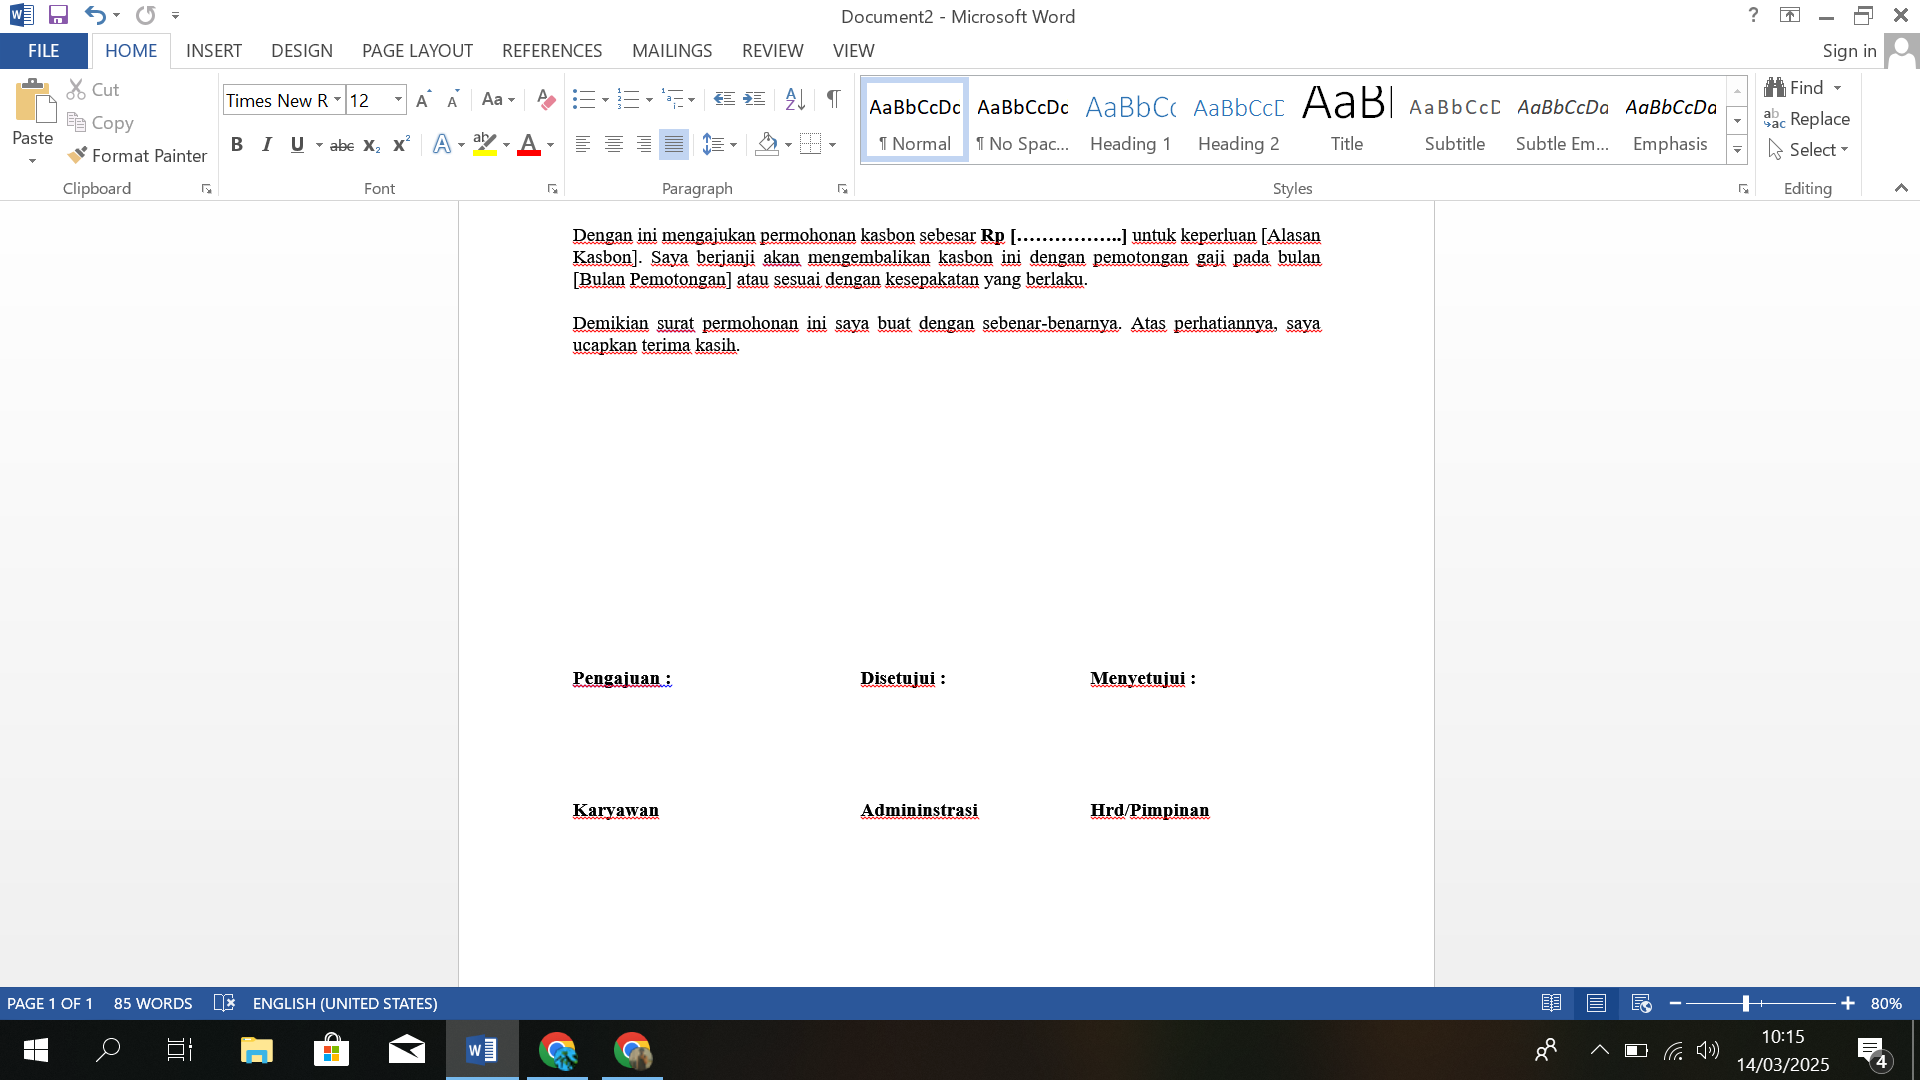 Document2 - Microsoft Word
FILE HOME INSERT DESIGN PAGE LAYOUT REFERENCES MAILINGS REVIEW VIEW Sign in
Paste
Cut
Copy
Format Painter
Clipboard
Times New R 12
Font
Paragraph
AaBbCcDc AaBbCcDc AaBbCc AaBbCcD AaBl AaBbCcD AaBbCcDa AaBbCcDa
¶ Normal ¶ No Spac... Heading 1 Heading 2 Title Subtitle Subtle Em... Emphasis
Styles
Find
Replace
Select
Editing
Dengan ini mengajukan permohonan kasbon sebesar Rp [……………..] untuk keperluan [Alasan
Kasbon]. Saya berjanji akan mengembalikan kasbon ini dengan pemotongan gaji pada bulan
[Bulan Pemotongan] atau sesuai dengan kesepakatan yang berlaku.
Demikian surat permohonan ini saya buat dengan sebenar-benarnya. Atas perhatiannya, saya
ucapkan terima kasih.
Pengajuan : Disetujui : Menyetujui :
Karyawan Admininstrasi Hrd/Pimpinan
PAGE 1 OF 1 85 WORDS ENGLISH (UNITED STATES) 80%
10:15
14/03/2025
4